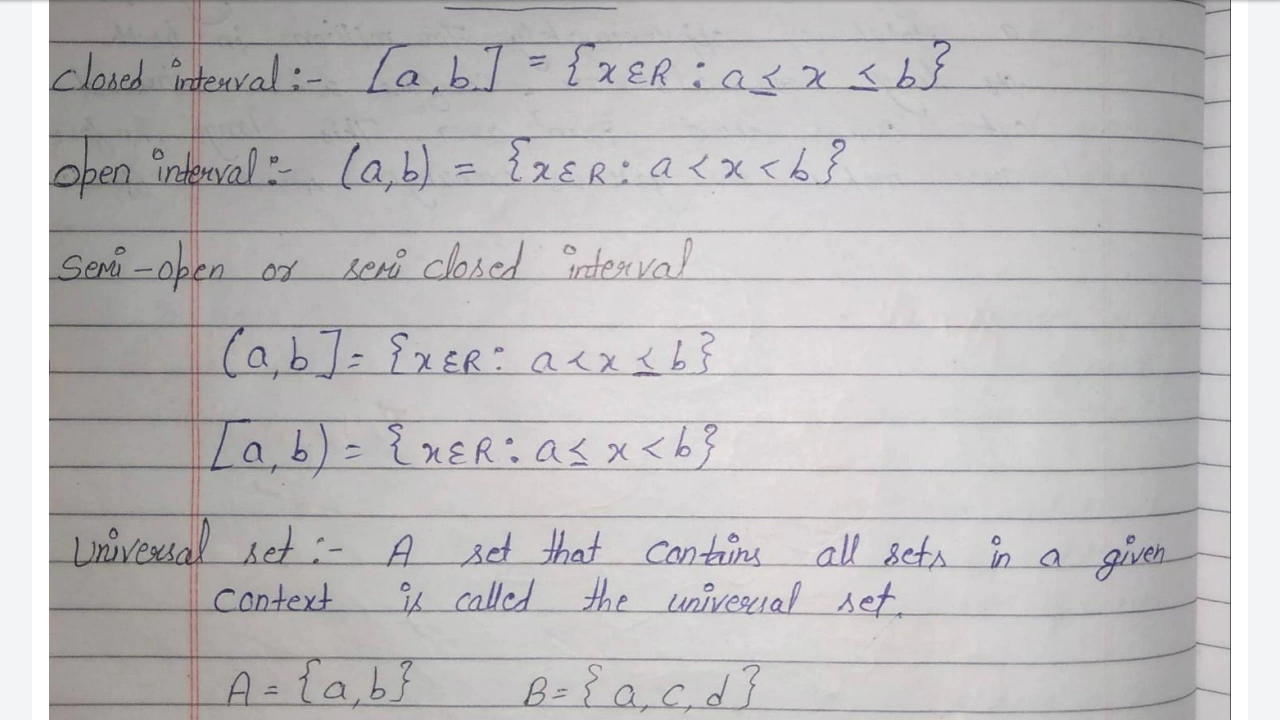 Closed interval:- [a, b] = {x ε R : a ≤ x ≤ b}
open interval:- (a, b) = {x ε R : a < x < b}
Semi-open or semi closed interval
(a, b] = {x ε R : a < x ≤ b}
[a, b) = {x ε R : a ≤ x < b}
Universal set :- A set that contains all sets in a given
context is called the universal set.
A = {a, b} B = {a, c, d}